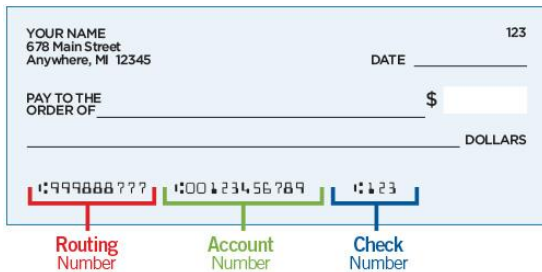 YOUR NAME
123
678 Main Street
Anywhere, MI 12345
DATE
PAY TO THE
ORDER OF
$
DOLLARS
⑆999888777 ⑆00123456789 ⑆123
Routing Number
Account Number
Check Number